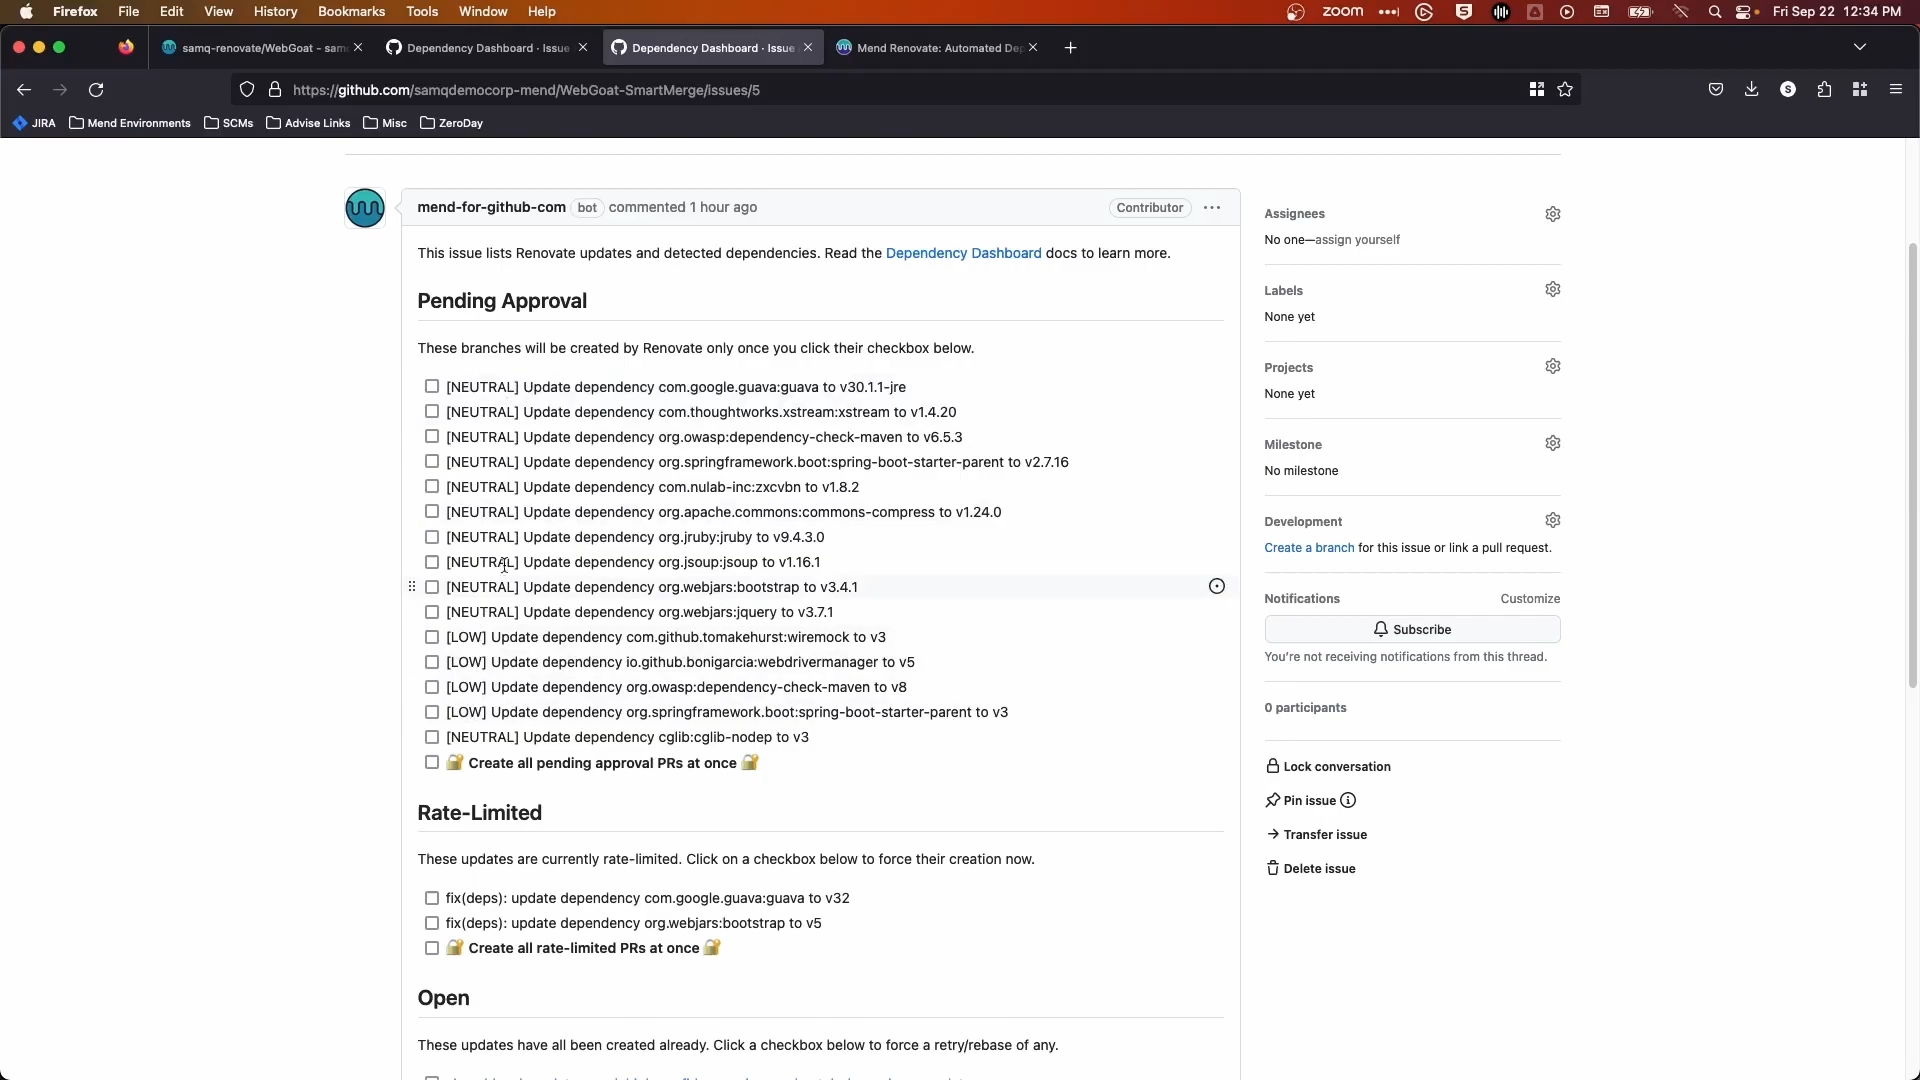 Firefox File Edit View History Bookmarks Tools Window Help
zoom
Fri Sep 22 12:34 PM
samq-renovate/WebGoat - sam
Dependency Dashboard · Issue
Dependency Dashboard · Issue
Mend Renovate: Automated De
https://github.com/samqdemocorp-mend/WebGoat-SmartMerge/issues/5
S
JIRA Mend Environments SCMs Advise Links Misc ZeroDay
mend-for-github-com bot commented 1 hour ago
Contributor
This issue lists Renovate updates and detected dependencies. Read the Dependency Dashboard docs to learn more.
Pending Approval
These branches will be created by Renovate only once you click their checkbox below.
[NEUTRAL] Update dependency com.google.guava:guava to v30.1.1-jre
[NEUTRAL] Update dependency com.thoughtworks.xstream:xstream to v1.4.20
[NEUTRAL] Update dependency org.owasp:dependency-check-maven to v6.5.3
[NEUTRAL] Update dependency org.springframework.boot:spring-boot-starter-parent to v2.7.16
[NEUTRAL] Update dependency com.nulab-inc:zxcvbn to v1.8.2
[NEUTRAL] Update dependency org.apache.commons:commons-compress to v1.24.0
[NEUTRAL] Update dependency org.jruby:jruby to v9.4.3.0
[NEUTRAL] Update dependency org.jsoup:jsoup to v1.16.1
[NEUTRAL] Update dependency org.webjars:bootstrap to v3.4.1
[NEUTRAL] Update dependency org.webjars:jquery to v3.7.1
[LOW] Update dependency com.github.tomakehurst:wiremock to v3
[LOW] Update dependency io.github.bonigarcia:webdrivermanager to v5
[LOW] Update dependency org.owasp:dependency-check-maven to v8
[LOW] Update dependency org.springframework.boot:spring-boot-starter-parent to v3
[NEUTRAL] Update dependency cglib:cglib-nodep to v3
🔐 Create all pending approval PRs at once 🔐
Rate-Limited
These updates are currently rate-limited. Click on a checkbox below to force their creation now.
fix(deps): update dependency com.google.guava:guava to v32
fix(deps): update dependency org.webjars:bootstrap to v5
🔐 Create all rate-limited PRs at once 🔐
Open
These updates have all been created already. Click a checkbox below to force a retry/rebase of any.
Assignees
No one—assign yourself
Labels
None yet
Projects
None yet
Milestone
No milestone
Development
Create a branch for this issue or link a pull request.
Notifications
Customize
Subscribe
You're not receiving notifications from this thread.
0 participants
Lock conversation
Pin issue
Transfer issue
Delete issue